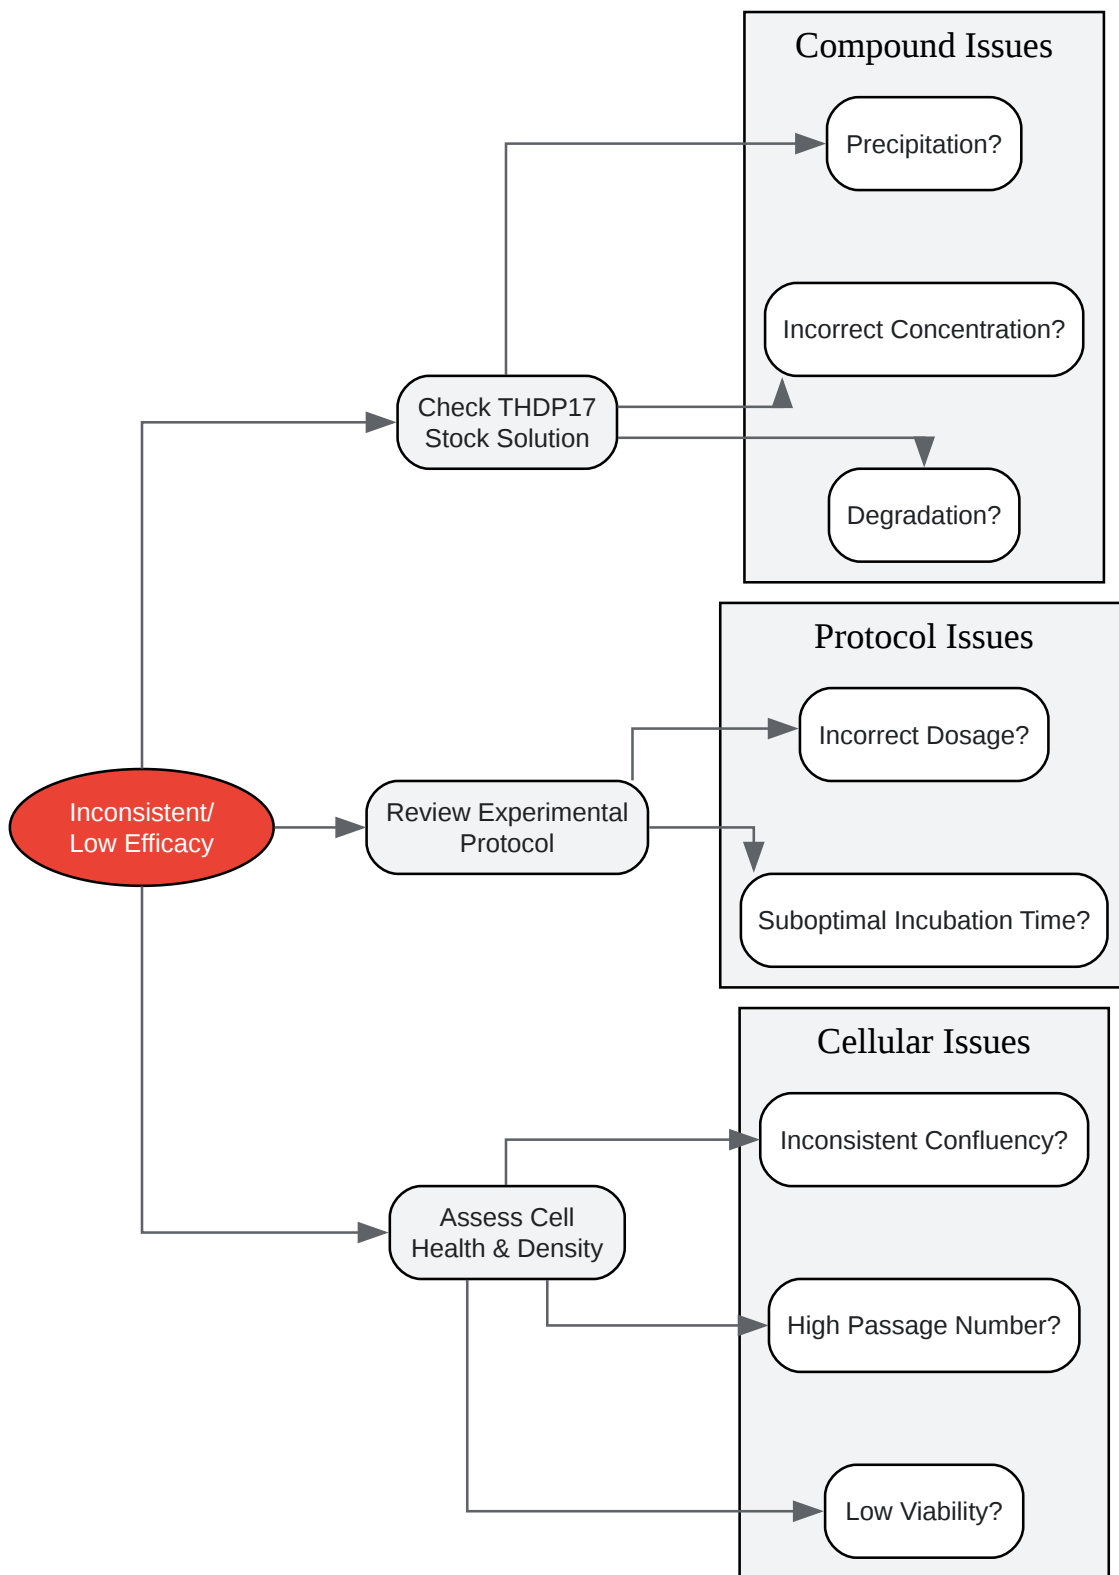 Compound Issues
Precipitation?
Incorrect Concentration?
Check THDP17
Stock Solution
Degradation?
Protocol Issues
Incorrect Dosage?
Inconsistent/
Low Efficacy
Review Experimental
Protocol
Suboptimal Incubation Time?
Cellular Issues
Inconsistent Confluency?
Assess Cell
Health & Density
High Passage Number?
Low Viability?